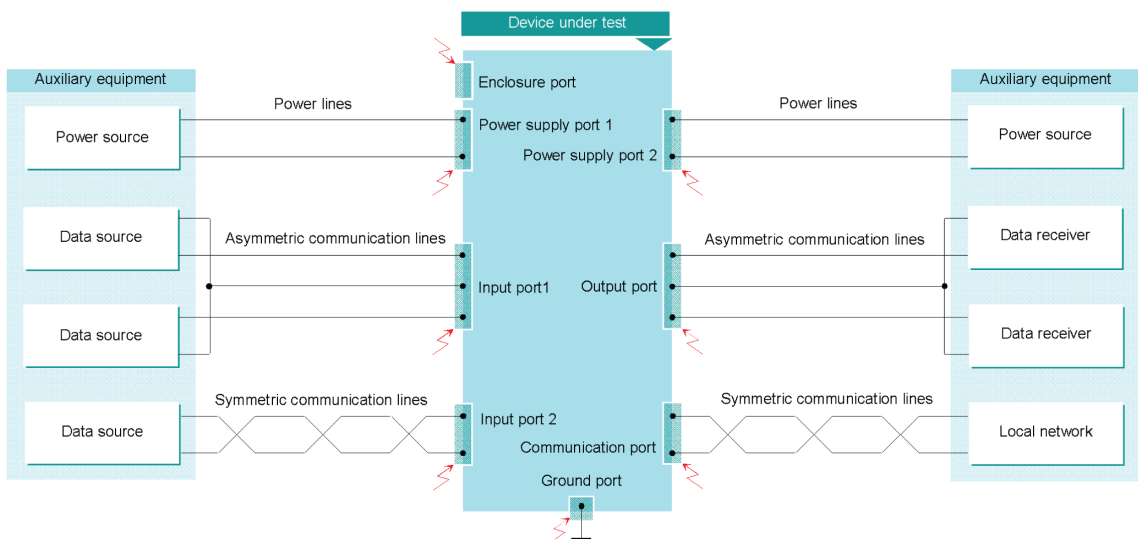 Device under test
Auxiliary equipment
Auxiliary equipment
Enclosure port
Power lines
Power lines
Power source
Power supply port 1
Power source
Power supply port 2
Data source
Asymmetric communication lines
Asymmetric communication lines
Data receiver
Input port1
Output port
Data source
Data receiver
Symmetric communication lines
Symmetric communication lines
Data source
Input port 2
Local network
Communication port
Ground port